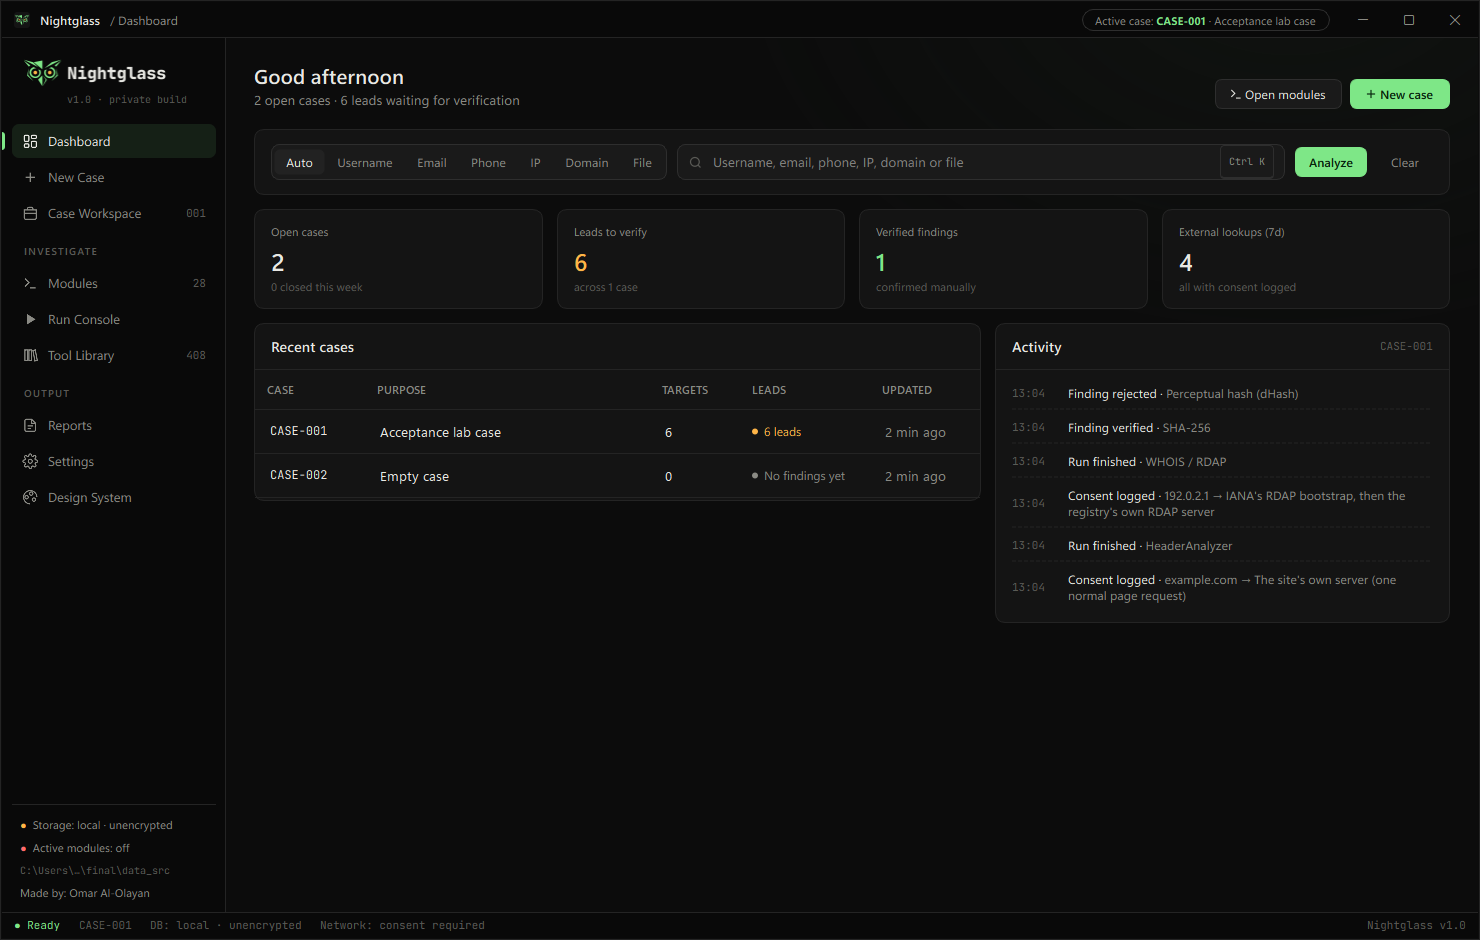 Nightglass / Dashboard
Active case: CASE-001 · Acceptance lab case
Nightglass
v1.0 · private build
Dashboard
New Case
Case Workspace 001
INVESTIGATE
Modules 28
Run Console
Tool Library 408
OUTPUT
Reports
Settings
Design System
Storage: local · unencrypted
Active modules: off
C:\Users\…\final\data_src
Made by: Omar Al-Olayan
Good afternoon
2 open cases · 6 leads waiting for verification
Open modules
+ New case
Auto Username Email Phone IP Domain File
Username, email, phone, IP, domain or file Ctrl K
Analyze
Clear
Open cases
2
0 closed this week
Leads to verify
6
across 1 case
Verified findings
1
confirmed manually
External lookups (7d)
4
all with consent logged
Recent cases
CASE PURPOSE TARGETS LEADS UPDATED
CASE-001 Acceptance lab case 6 6 leads 2 min ago
CASE-002 Empty case 0 No findings yet 2 min ago
Activity CASE-001
13:04 Finding rejected · Perceptual hash (dHash)
13:04 Finding verified · SHA-256
13:04 Run finished · WHOIS / RDAP
13:04 Consent logged · 192.0.2.1 → IANA's RDAP bootstrap, then the
registry's own RDAP server
13:04 Run finished · HeaderAnalyzer
13:04 Consent logged · example.com → The site's own server (one
normal page request)
Ready CASE-001 DB: local · unencrypted Network: consent required
Nightglass v1.0